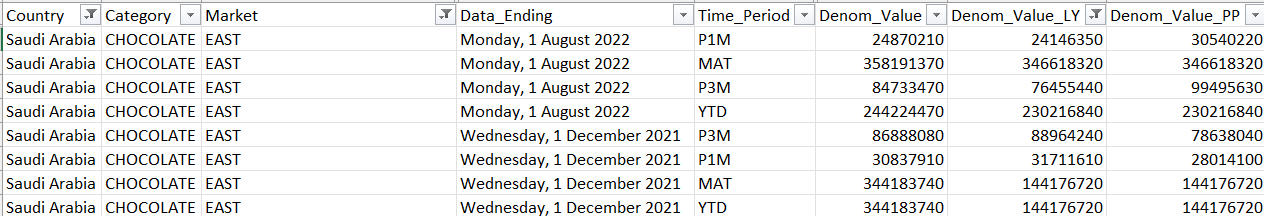 Country Category Market Data_Ending Time_Period Denom_Value Denom_Value_LY Denom_Value_PP
Saudi Arabia CHOCOLATE EAST Monday, 1 August 2022 P1M 24870210 24146350 30540220
Saudi Arabia CHOCOLATE EAST Monday, 1 August 2022 MAT 358191370 346618320 346618320
Saudi Arabia CHOCOLATE EAST Monday, 1 August 2022 P3M 84733470 76455440 99495630
Saudi Arabia CHOCOLATE EAST Monday, 1 August 2022 YTD 244224470 230216840 230216840
Saudi Arabia CHOCOLATE EAST Wednesday, 1 December 2021 P3M 86888080 88964240 78638040
Saudi Arabia CHOCOLATE EAST Wednesday, 1 December 2021 P1M 30837910 31711610 28014100
Saudi Arabia CHOCOLATE EAST Wednesday, 1 December 2021 MAT 344183740 144176720 144176720
Saudi Arabia CHOCOLATE EAST Wednesday, 1 December 2021 YTD 344183740 144176720 144176720